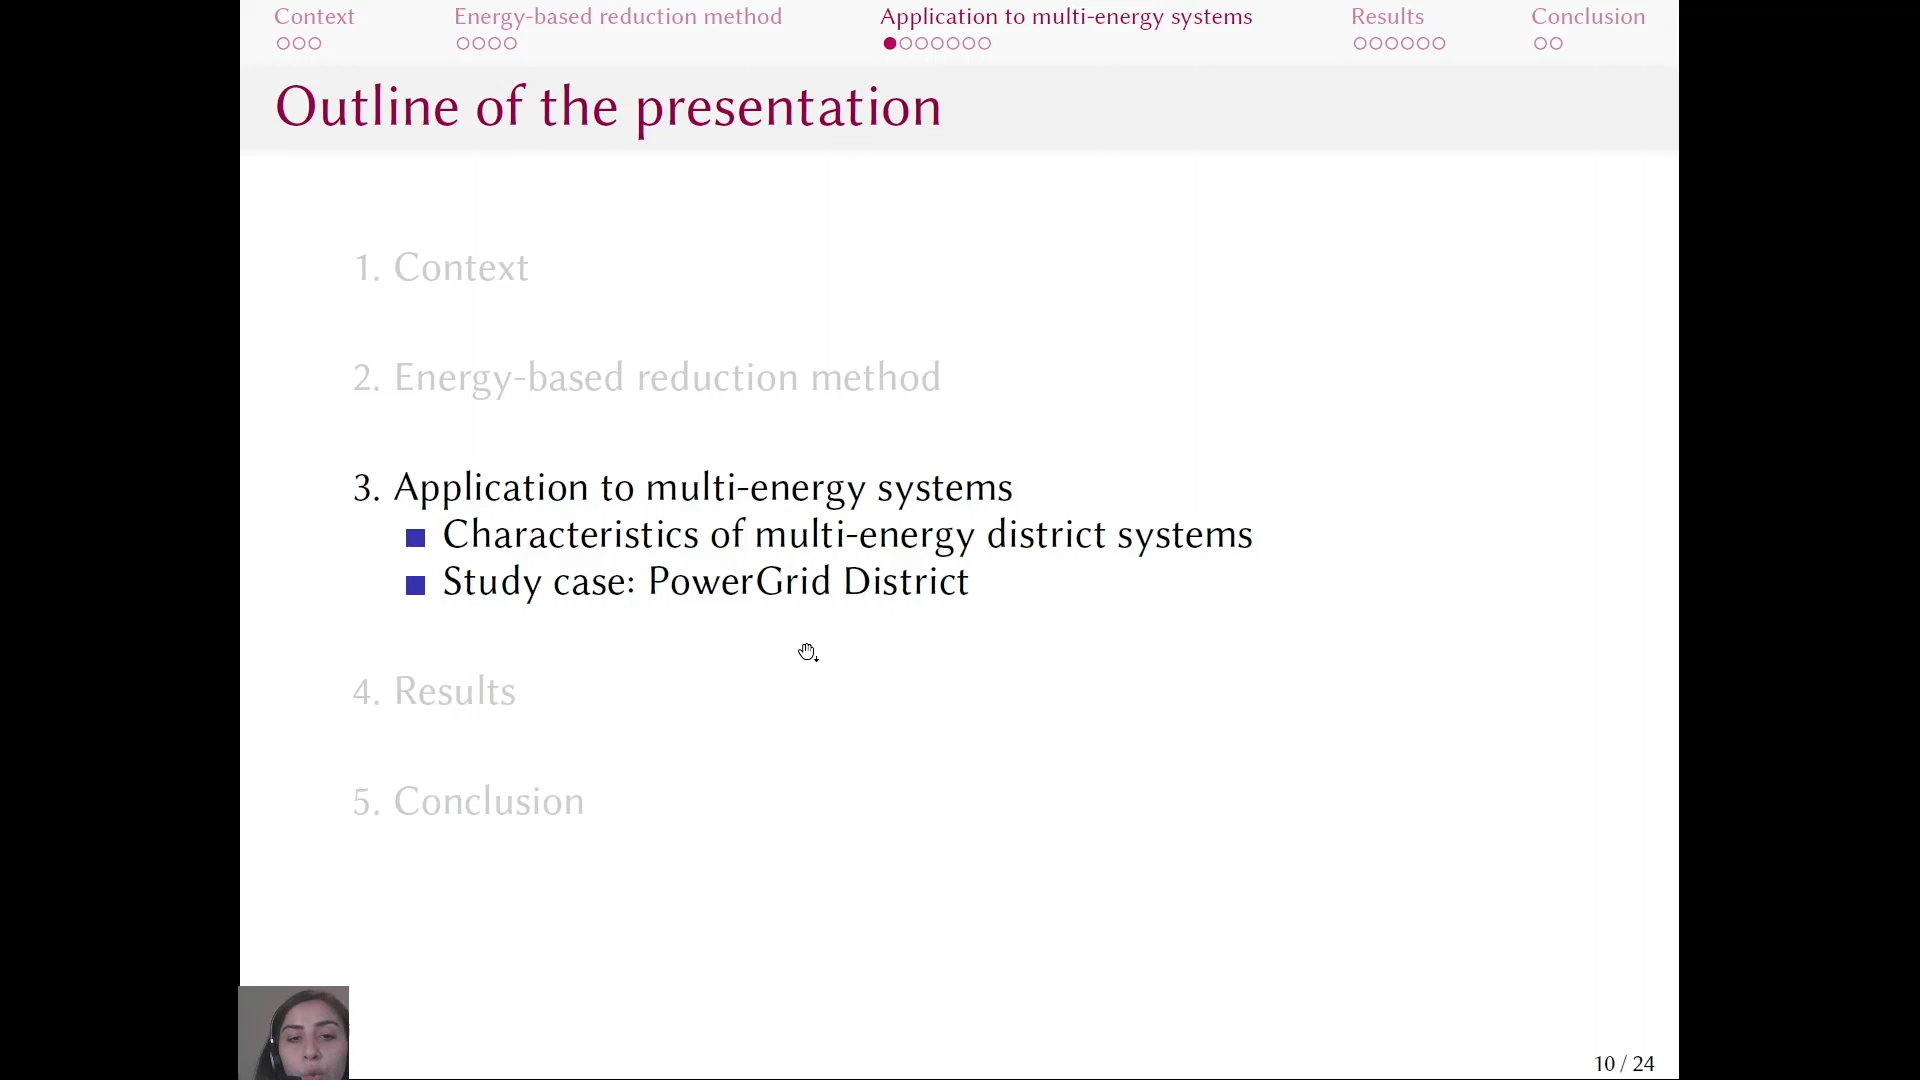 Context Energy-based reduction method Application to multi-energy systems Results Conclusion
Outline of the presentation
1. Context
2. Energy-based reduction method
3. Application to multi-energy systems
Characteristics of multi-energy district systems
Study case: PowerGrid District
4. Results
5. Conclusion
10 / 24